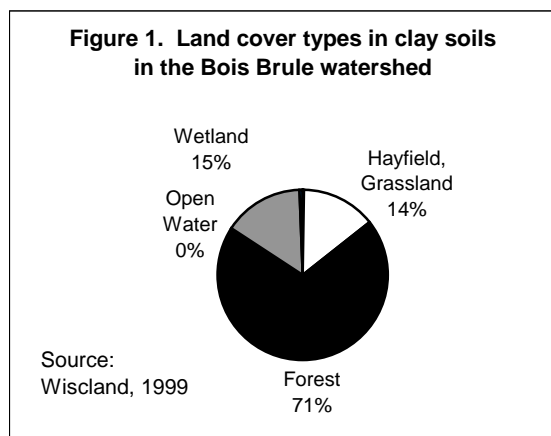 Figure 1.  Land cover types in clay soils
in the Bois Brule watershed
Wetland
15%
Hayfield,
Grassland
14%
Open
Water
0%
Source:
Wiscland, 1999
Forest
71%